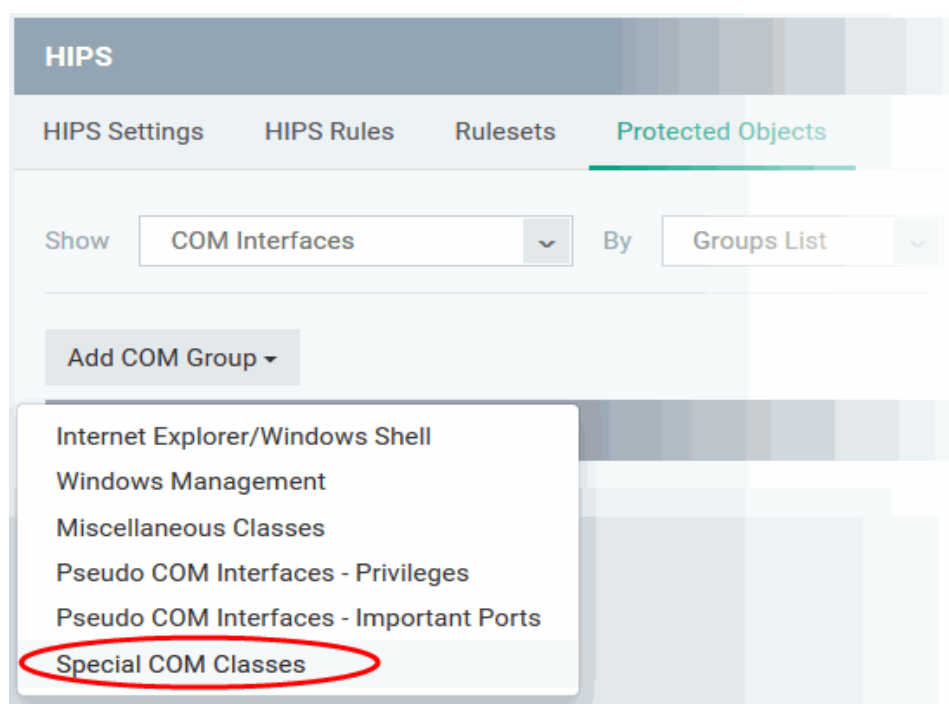 HIPS
HIPS Settings HIPS Rules Rulesets Protected Objects
Show COM Interfaces By Groups List
Add COM Group
Internet Explorer/Windows Shell
Windows Management
Miscellaneous Classes
Pseudo COM Interfaces - Privileges
Pseudo COM Interfaces - Important Ports
Special COM Classes